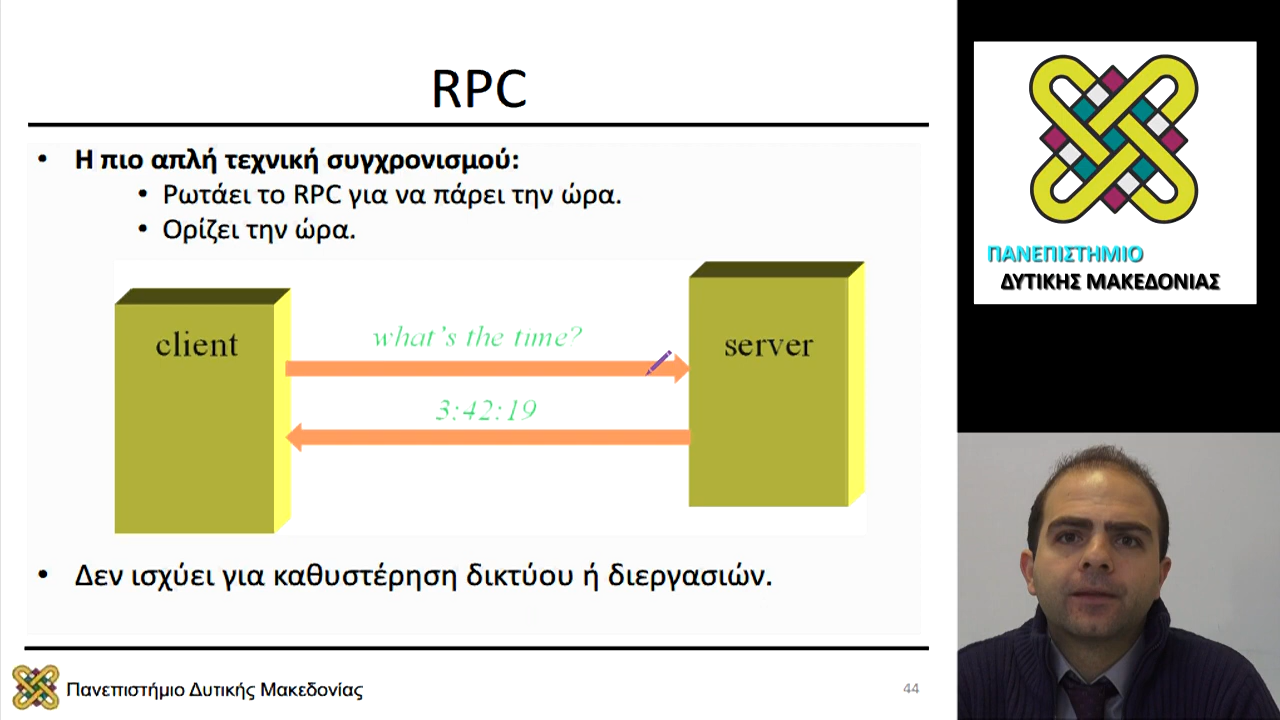 RPC
• Η πιο απλή τεχνική συγχρονισμού:
• Ρωτάει το RPC για να πάρει την ώρα.
• Ορίζει την ώρα.
client
what's the time?
server
3:42:19
• Δεν ισχύει για καθυστέρηση δικτύου ή διεργασιών.
Πανεπιστήμιο Δυτικής Μακεδονίας
44
ΠΑΝΕΠΙΣΤΗΜΙΟ
ΔΥΤΙΚΗΣ ΜΑΚΕΔΟΝΙΑΣ